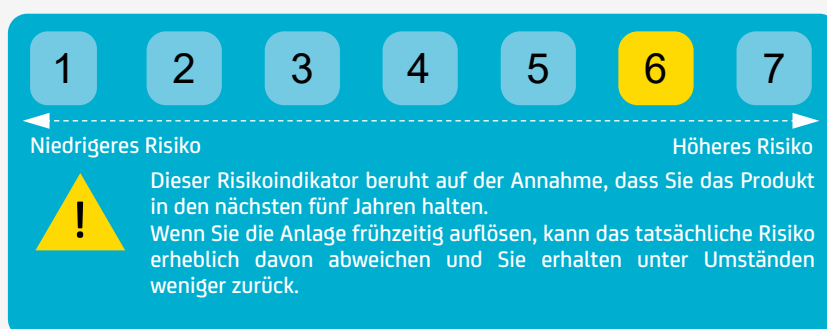 1 2 3 4 5 6 7
Niedrigeres Risiko Höheres Risiko
!
Dieser Risikoindikator beruht auf der Annahme, dass Sie das Produkt
in den nächsten fünf Jahren halten.
Wenn Sie die Anlage frühzeitig auflösen, kann das tatsächliche Risiko
erheblich davon abweichen und Sie erhalten unter Umständen
weniger zurück.